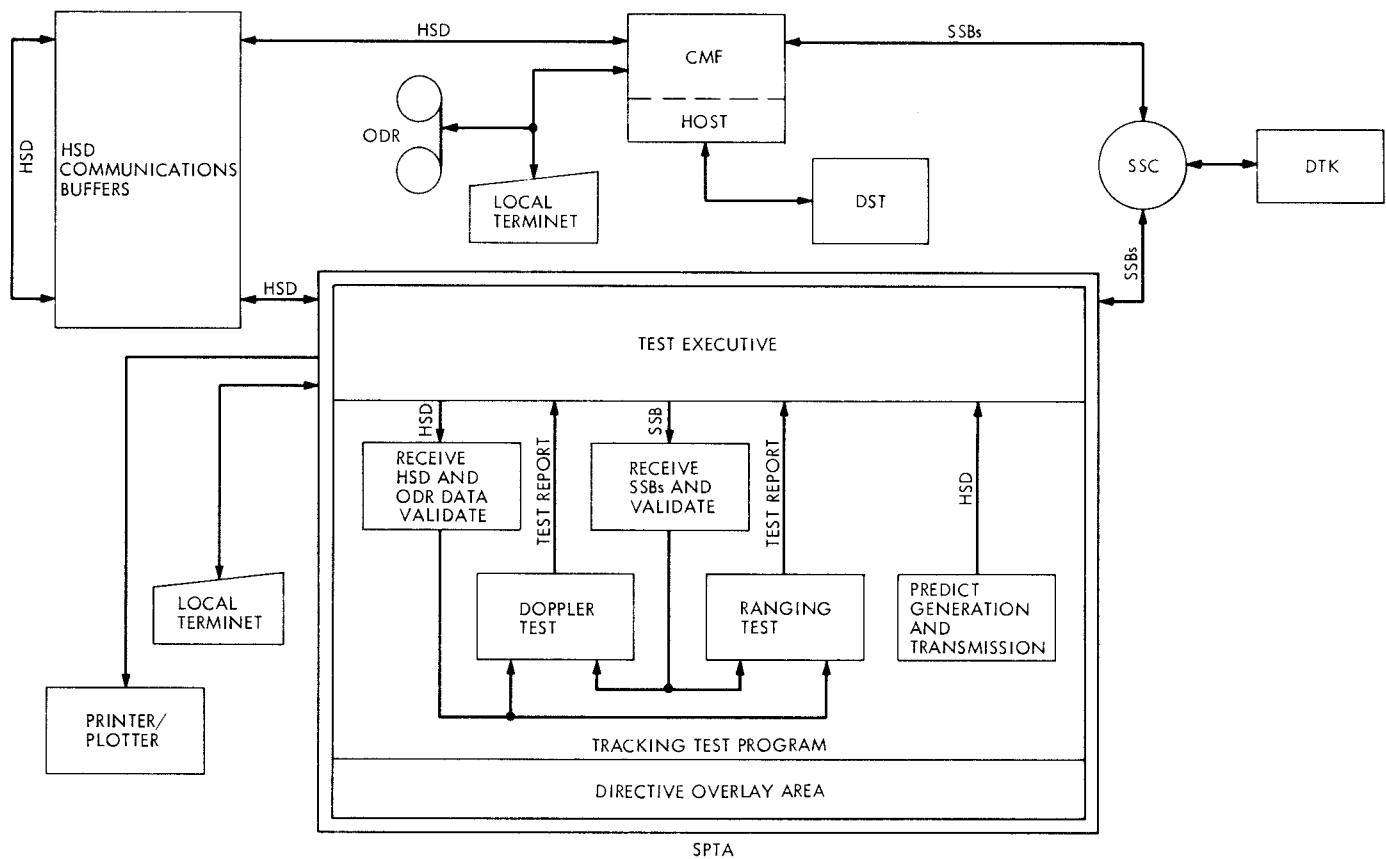 HSD
SSBs
CMF
HOST
ODR
HSD
HSD
COMMUNICATIONS
BUFFERS
LOCAL
TERMINET
DST
SSC
DTK
SSBs
HSD
TEST EXECUTIVE
HSD
TEST REPORT
SSB
TEST REPORT
HSD
RECEIVE
HSD AND
ODR DATA
VALIDATE
RECEIVE
SSBs AND
VALIDATE
LOCAL
TERMINET
DOPPLER
TEST
RANGING
TEST
PREDICT
GENERATION
AND
TRANSMISSION
PRINTER/
PLOTTER
TRACKING TEST PROGRAM
DIRECTIVE OVERLAY AREA
SPTA